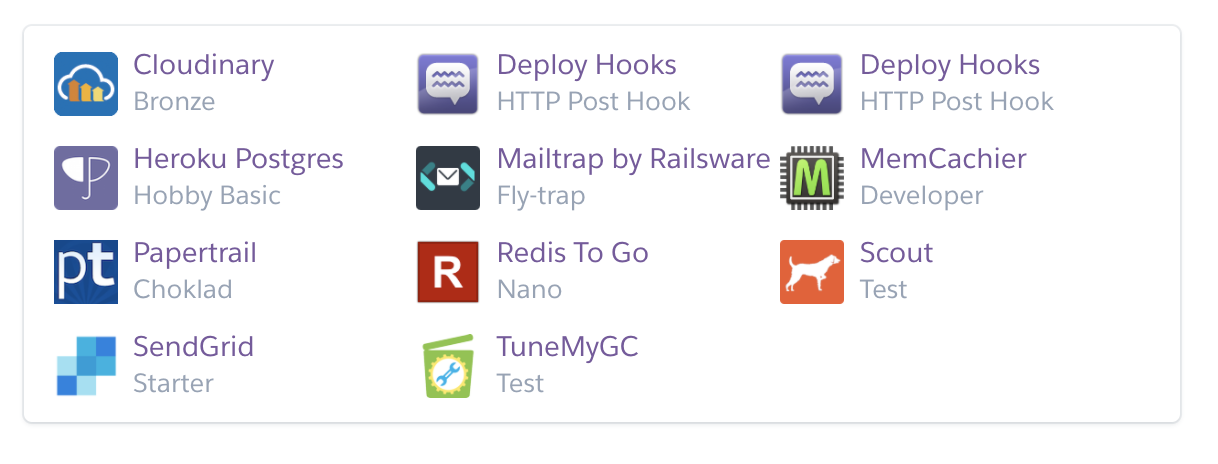 Cloudinary
Bronze
Deploy Hooks
HTTP Post Hook
Deploy Hooks
HTTP Post Hook
Heroku Postgres
Hobby Basic
Mailtrap by Railsware
Fly-trap
M
MemCachier
Developer
pt
Papertrail
Choklad
R
Redis To Go
Nano
Scout
Test
SendGrid
Starter
TuneMyGC
Test